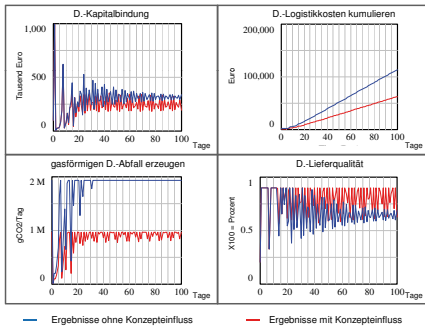 D.-Kapitalbindung
1,000
500
0
Tausend Euro
0 20 40 60 80 100
Tage
D.-Logistikkosten kumulieren
200,000
100,000
0
Euro
0 20 40 60 80 100
Tage
gasförmigen D.-Abfall erzeugen
2 M
1 M
0
gCO2/Tag
0 20 40 60 80 100
Tage
D.-Lieferqualität
1
0.5
0
X100 = Prozent
0 20 40 60 80 100
Tage
Ergebnisse ohne Konzepteinfluss
Ergebnisse mit Konzepteinfluss